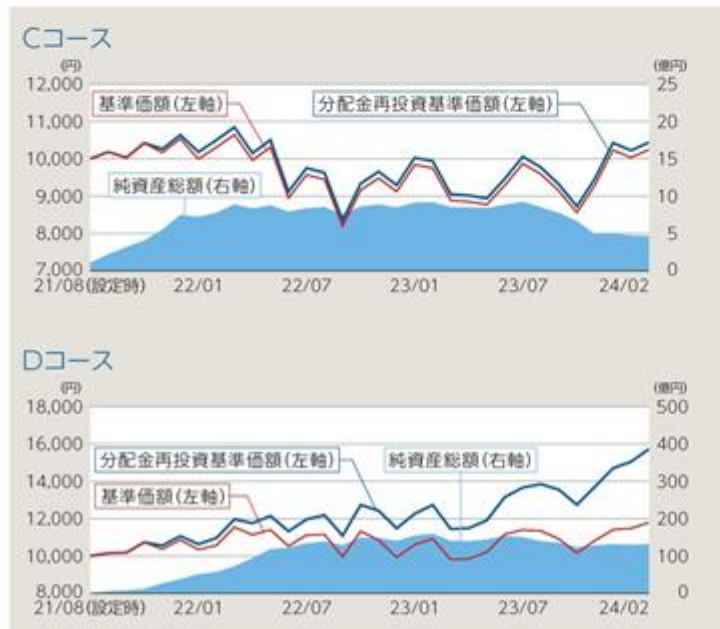 Cコース
(円) (億円)
12,000 25
基準価額(左軸) 分配金再投資基準価額(左軸)
11,000 20
10,000 15
純資産総額(右軸)
9,000 10
8,000 5
7,000 0
21/08(設定時) 22/01 22/07 23/01 23/07 24/02
Dコース
(円) (億円)
18,000 500
16,000 400
分配金再投資基準価額(左軸) 純資産総額(右軸)
14,000 300
基準価額(左軸)
12,000 200
10,000 100
8,000 0
21/08(設定時) 22/01 22/07 23/01 23/07 24/02